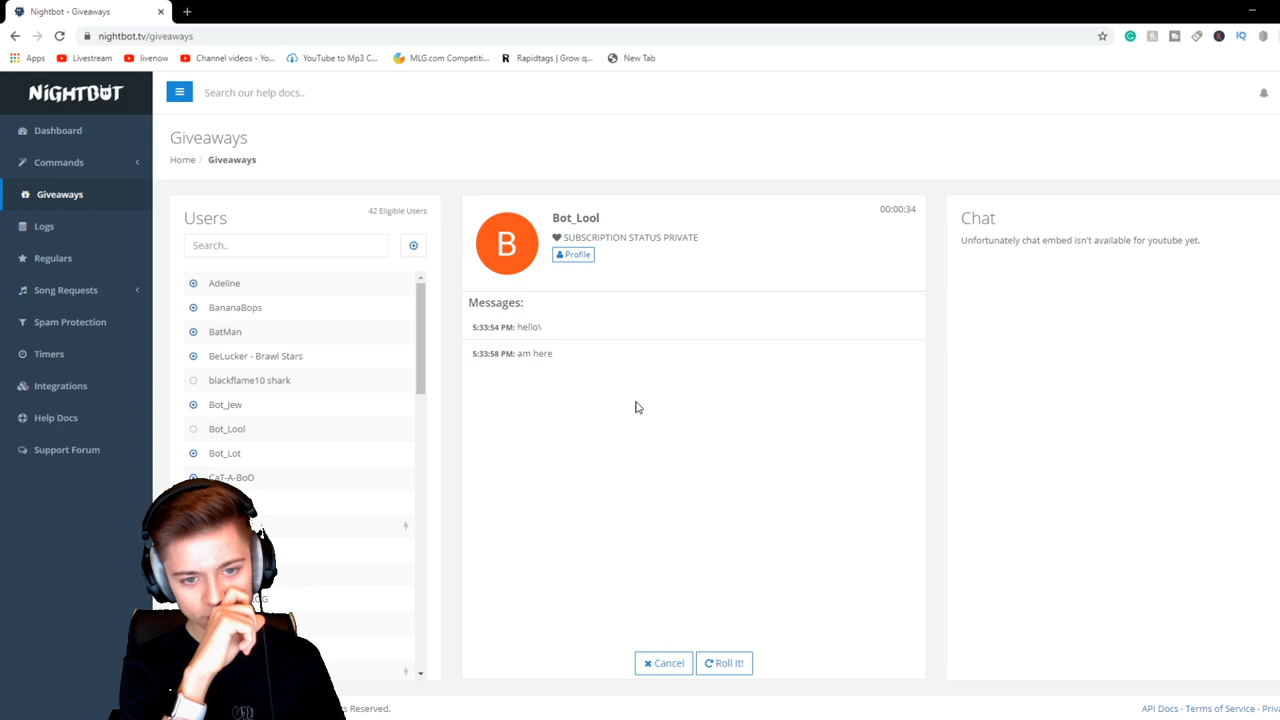 Nightbot - Giveaways
nightbot.tv/giveaways
Apps
Livestream
livenow
Channel videos - Yo...
YouTube to Mp3 C...
MLG.com Competiti...
Rapidtags | Grow q...
New Tab
NIGHTBOT
Search our help docs..
Dashboard
Commands
Giveaways
Logs
Regulars
Song Requests
Spam Protection
Timers
Integrations
Help Docs
Support Forum
Giveaways
Home / Giveaways
Users
42 Eligible Users
Search..
Adeline
BananaBops
BatMan
BeLucker - Brawl Stars
blackflame10 shark
Bot_Jew
Bot_Lool
Bot_Lot
CaT-A-BoO
B
Bot_Lool
SUBSCRIPTION STATUS PRIVATE
Profile
00:00:34
Messages:
5:33:54 PM: hello\
5:33:58 PM: am here
Cancel
Roll It!
Chat
Unfortunately chat embed isn't available for youtube yet.
Reserved.
API Docs - Terms of Service - Priva